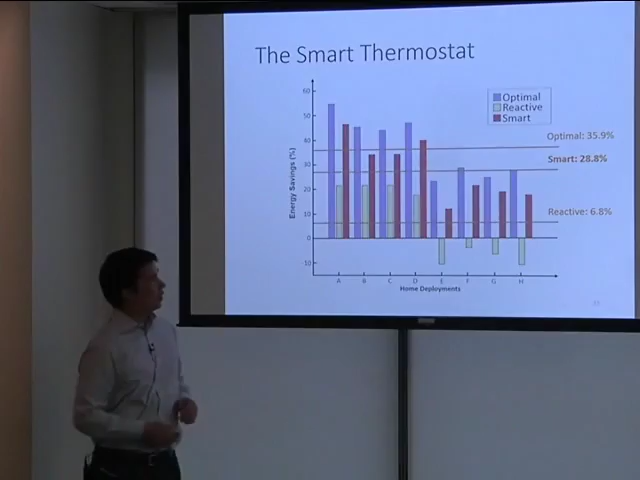 The Smart Thermostat
Optimal
Reactive
Smart
60
50
40
30
20
10
0
-10
Energy Savings (%)
Optimal: 35.9%
Smart: 28.8%
Reactive: 6.8%
A B C D E F G H
Home Deployments